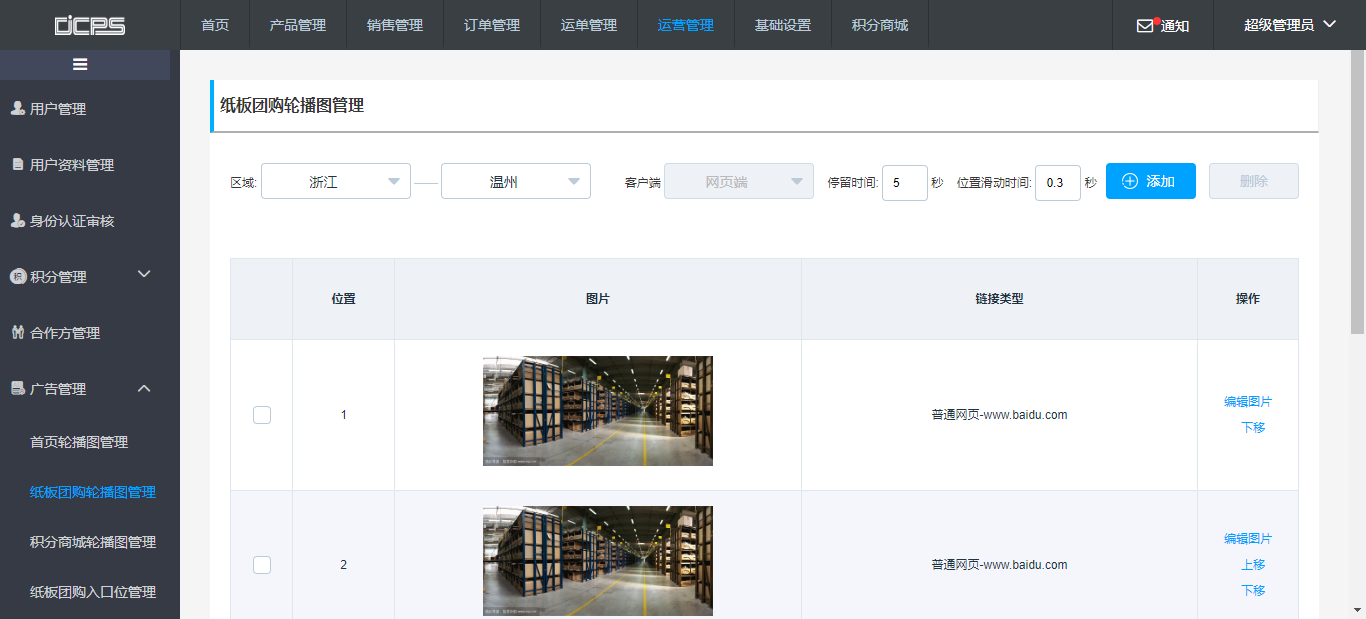 DJCPS 首页 产品管理 销售管理 订单管理 运单管理 运营管理 基础设置 积分商城 通知 超级管理员
用户管理
用户资料管理
身份认证审核
积 积分管理
合作方管理
广告管理
首页轮播图管理
纸板团购轮播图管理
积分商城轮播图管理
纸板团购入口位管理
纸板团购轮播图管理
区域: 浙江 温州 客户端 网页端 停留时间: 5 秒 位置滑动时间: 0.3 秒 添加 删除
位置 图片 链接类型 操作
1 普通网页-www.baidu.com 编辑图片
下移
2 普通网页-www.baidu.com 编辑图片
上移
下移